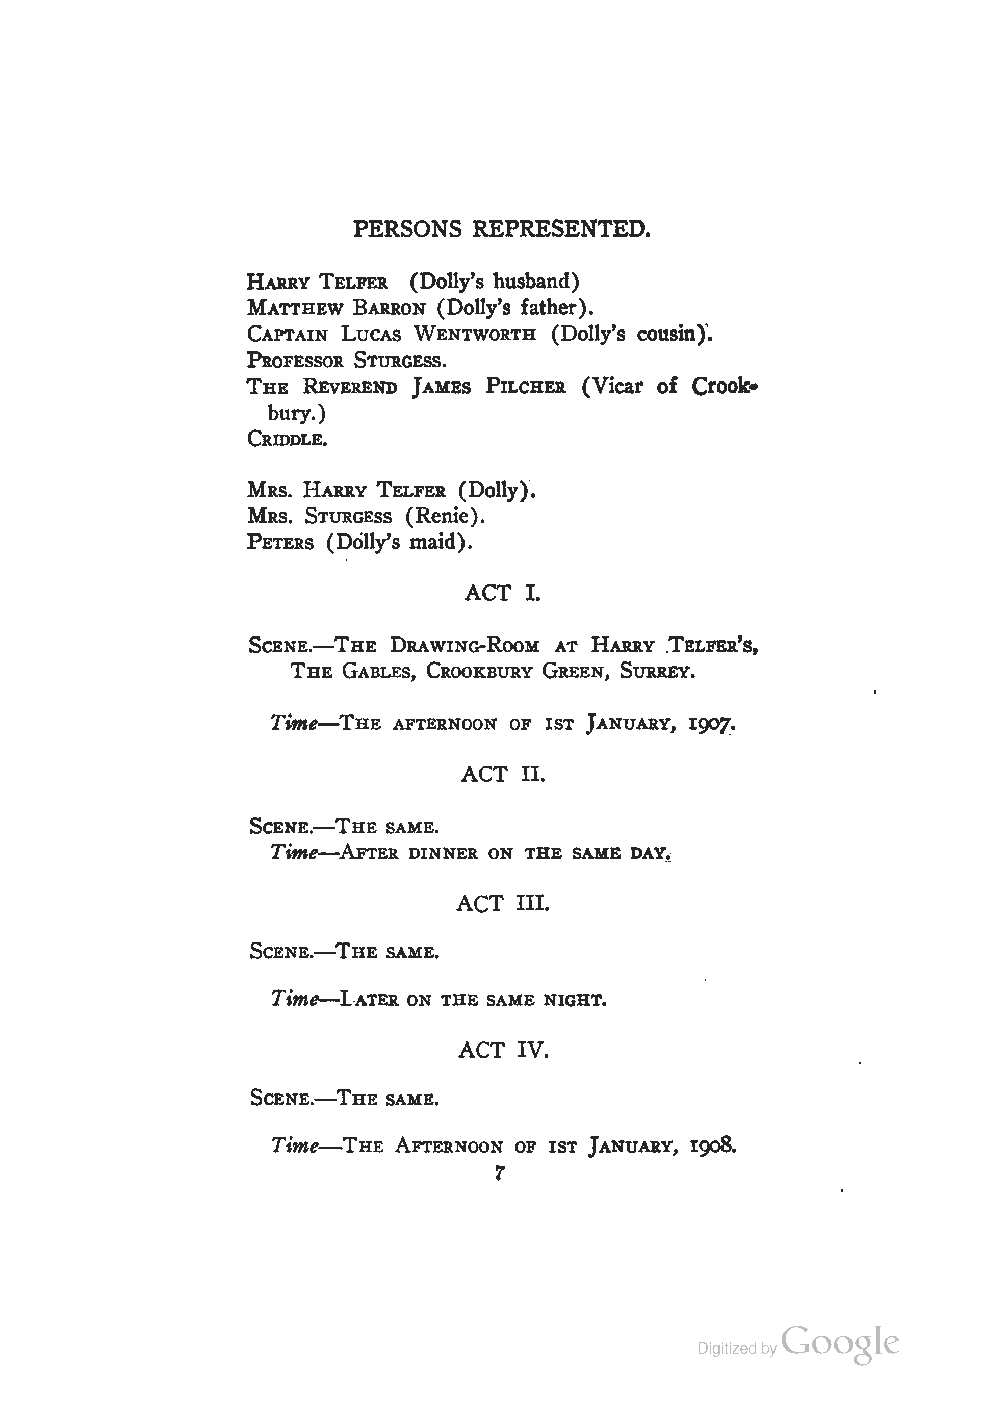 PERSONS REPRESENTED.
HARRY TELFER (Dolly's husband)
MATTHEW BARRON (Dolly's father).
CAPTAIN LUCAS WENTWORTH (Dolly's cousin).
PROFESSOR STURGESS.
THE REVEREND JAMES PILCHER (Vicar of Crook-
bury.)
CRIDDLE.
MRS. HARRY TELFER (Dolly).
MRS. STURGESS (Renie).
PETERS (Dolly's maid).
ACT I.
SCENE.—THE DRAWING-ROOM AT HARRY TELFER'S,
THE GABLES, CROOKBURY GREEN, SURREY.
Time—THE AFTERNOON OF 1ST JANUARY, 1907.
ACT II.
SCENE.—THE SAME.
Time—AFTER DINNER ON THE SAME DAY.
ACT III.
SCENE.—THE SAME.
Time—LATER ON THE SAME NIGHT.
ACT IV.
SCENE.—THE SAME.
Time—THE AFTERNOON OF 1ST JANUARY, 1908.
7
Digitized by Google